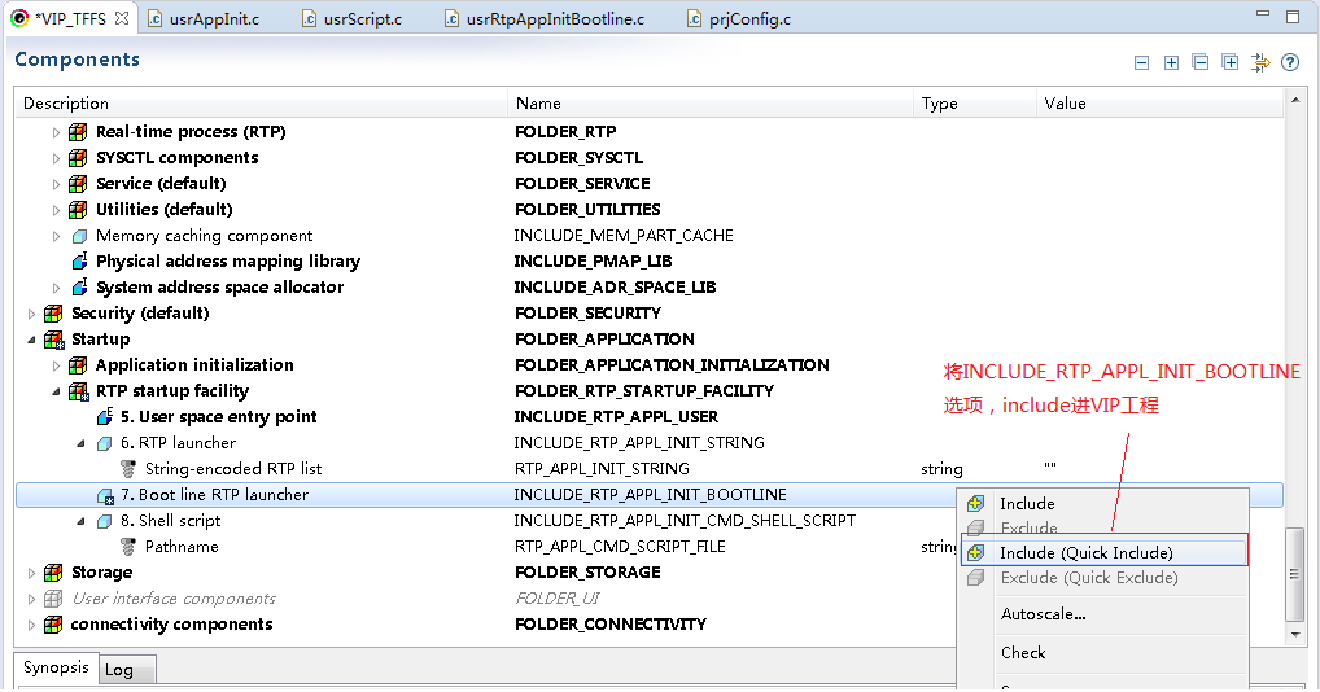 *VIP_TFFS usrAppInit.c usrScript.c usrRtpAppInitBootline.c prjConfig.c
Components
Description Name Type Value
Real-time process (RTP) FOLDER_RTP
SYSCTL components FOLDER_SYSCTL
Service (default) FOLDER_SERVICE
Utilities (default) FOLDER_UTILITIES
Memory caching component INCLUDE_MEM_PART_CACHE
Physical address mapping library INCLUDE_PMAP_LIB
System address space allocator INCLUDE_ADR_SPACE_LIB
Security (default) FOLDER_SECURITY
Startup FOLDER_APPLICATION
Application initialization FOLDER_APPLICATION_INITIALIZATION
将INCLUDE_RTP_APPL_INIT_BOOTLINE
RTP startup facility FOLDER_RTP_STARTUP_FACILITY
选项，include进VIP工程
5. User space entry point INCLUDE_RTP_APPL_USER
6. RTP launcher INCLUDE_RTP_APPL_INIT_STRING
String-encoded RTP list RTP_APPL_INIT_STRING string ""
7. Boot line RTP launcher INCLUDE_RTP_APPL_INIT_BOOTLINE
Include
8. Shell script INCLUDE_RTP_APPL_INIT_CMD_SHELL_SCRIPT
Exclude
Pathname RTP_APPL_CMD_SCRIPT_FILE string
Include (Quick Include)
Storage FOLDER_STORAGE
Exclude (Quick Exclude)
User interface components FOLDER_UI
Autoscale...
connectivity components FOLDER_CONNECTIVITY
Check
Synopsis Log